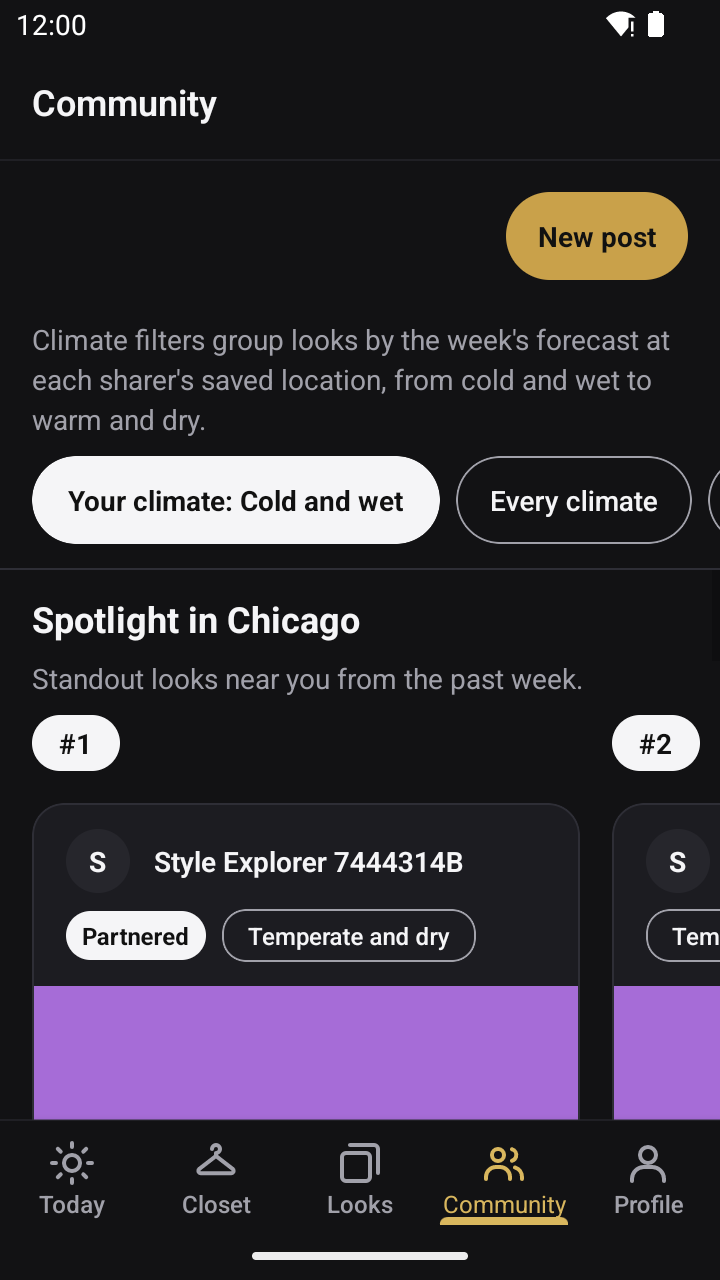 12:00
Community
New post
Climate filters group looks by the week's forecast at
each sharer's saved location, from cold and wet to
warm and dry.
Your climate: Cold and wet
Every climate
Spotlight in Chicago
Standout looks near you from the past week.
#1
#2
S
Style Explorer 7444314B
S
Partnered
Temperate and dry
Tem
Today
Closet
Looks
Community
Profile